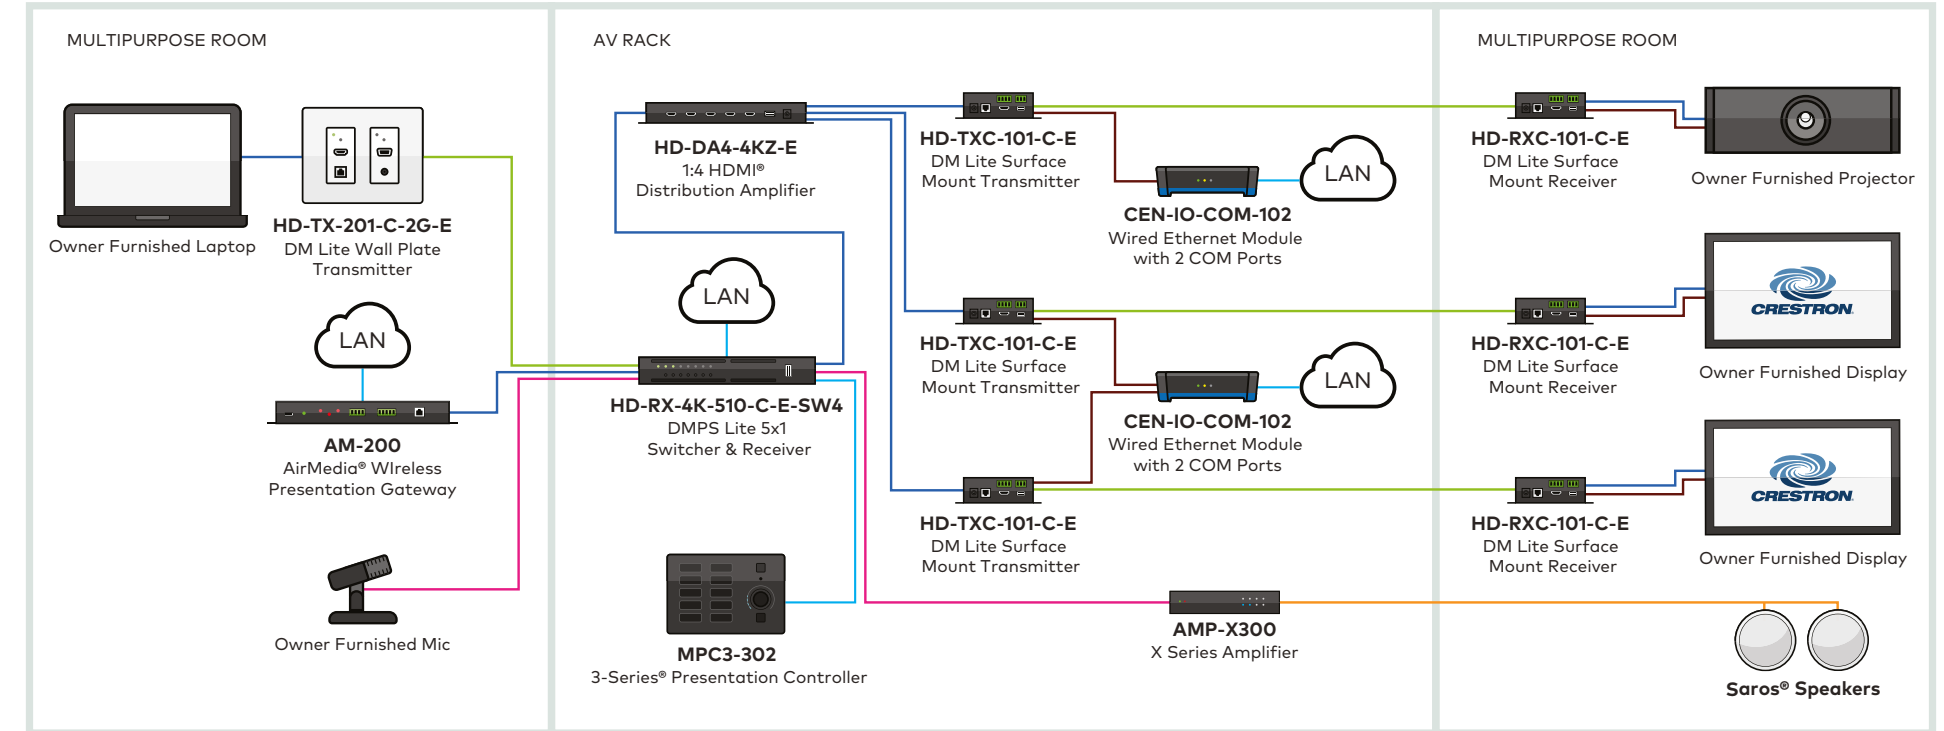 MULTIPURPOSE ROOM
Owner Furnished Laptop
HD-TX-201-C-2G-E
DM Lite Wall Plate
Transmitter
LAN
AM-200
AirMedia® WIreless
Presentation Gateway
Owner Furnished Mic
AV RACK
HD-DA4-4KZ-E
1:4 HDMI®
Distribution Amplifier
LAN
HD-RX-4K-510-C-E-SW4
DMPS Lite 5x1
Switcher & Receiver
MPC3-302
3-Series® Presentation Controller
HD-TXC-101-C-E
DM Lite Surface
Mount Transmitter
LAN
CEN-IO-COM-102
Wired Ethernet Module
with 2 COM Ports
HD-TXC-101-C-E
DM Lite Surface
Mount Transmitter
LAN
CEN-IO-COM-102
Wired Ethernet Module
with 2 COM Ports
HD-TXC-101-C-E
DM Lite Surface
Mount Transmitter
AMP-X300
X Series Amplifier
MULTIPURPOSE ROOM
HD-RXC-101-C-E
DM Lite Surface
Mount Receiver
Owner Furnished Projector
HD-RXC-101-C-E
DM Lite Surface
Mount Receiver
CRESTRON
Owner Furnished Display
HD-RXC-101-C-E
DM Lite Surface
Mount Receiver
CRESTRON
Owner Furnished Display
Saros® Speakers